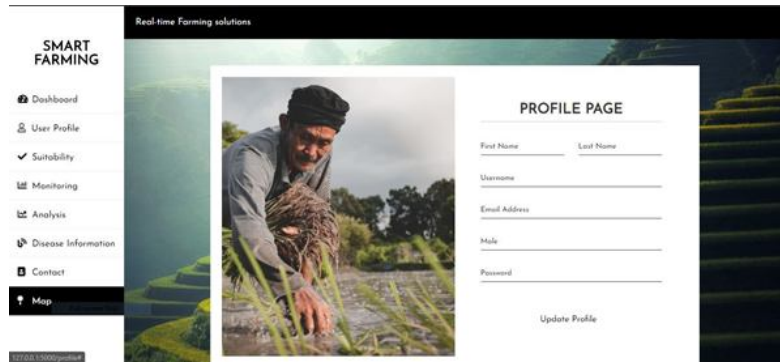 Real-time Farming solutions
SMART
FARMING
Dashboard
User Profile
Suitability
Monitoring
Analysis
Disease Information
Contact
Map
PROFILE PAGE
First Name
Last Name
Username
Email Address
Male
Password
Update Profile
127.0.0.1:5000/profile#